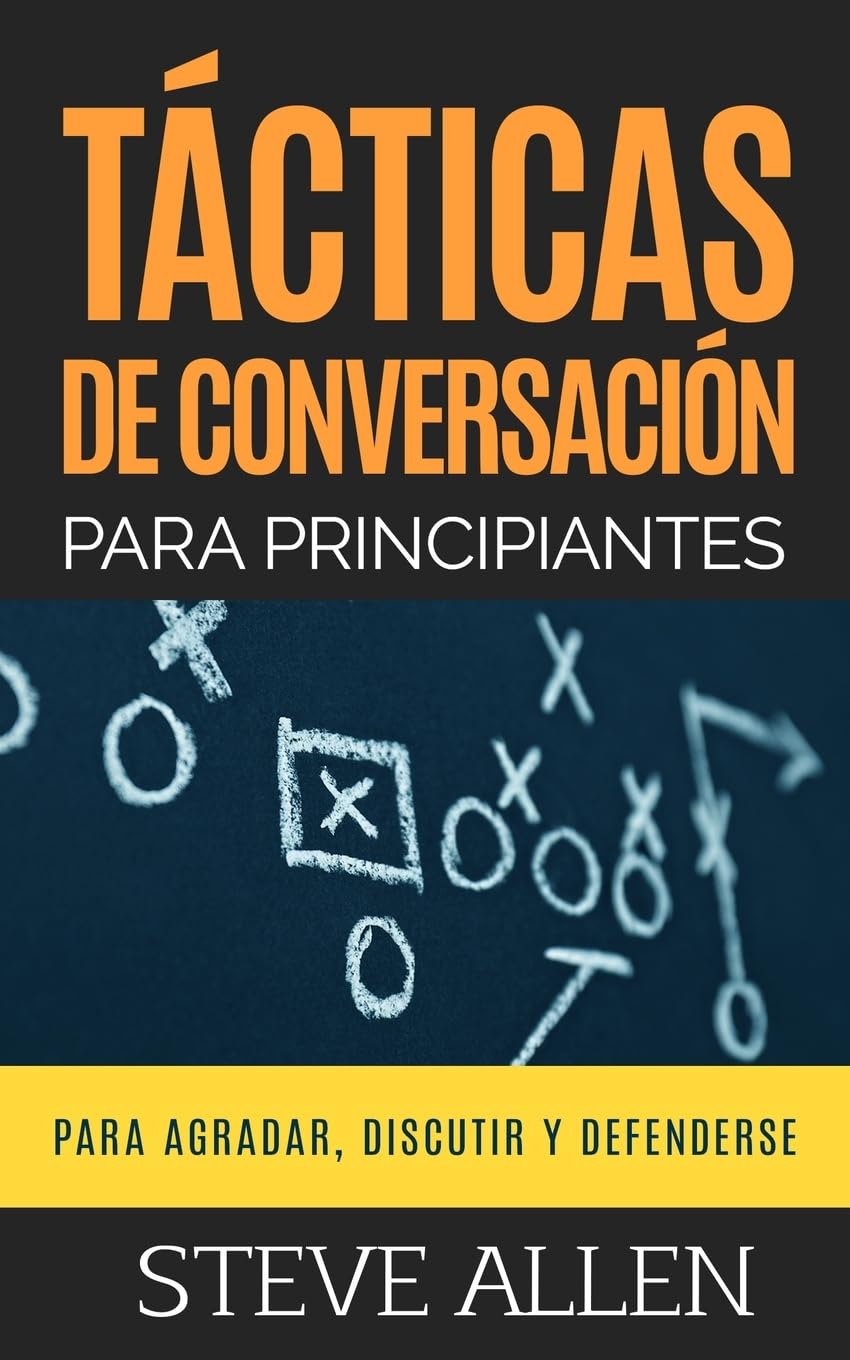 TÁCTICAS
DE CONVERSACIÓN
PARA PRINCIPIANTES
PARA AGRADAR, DISCUTIR Y DEFENDERSE
STEVE ALLEN